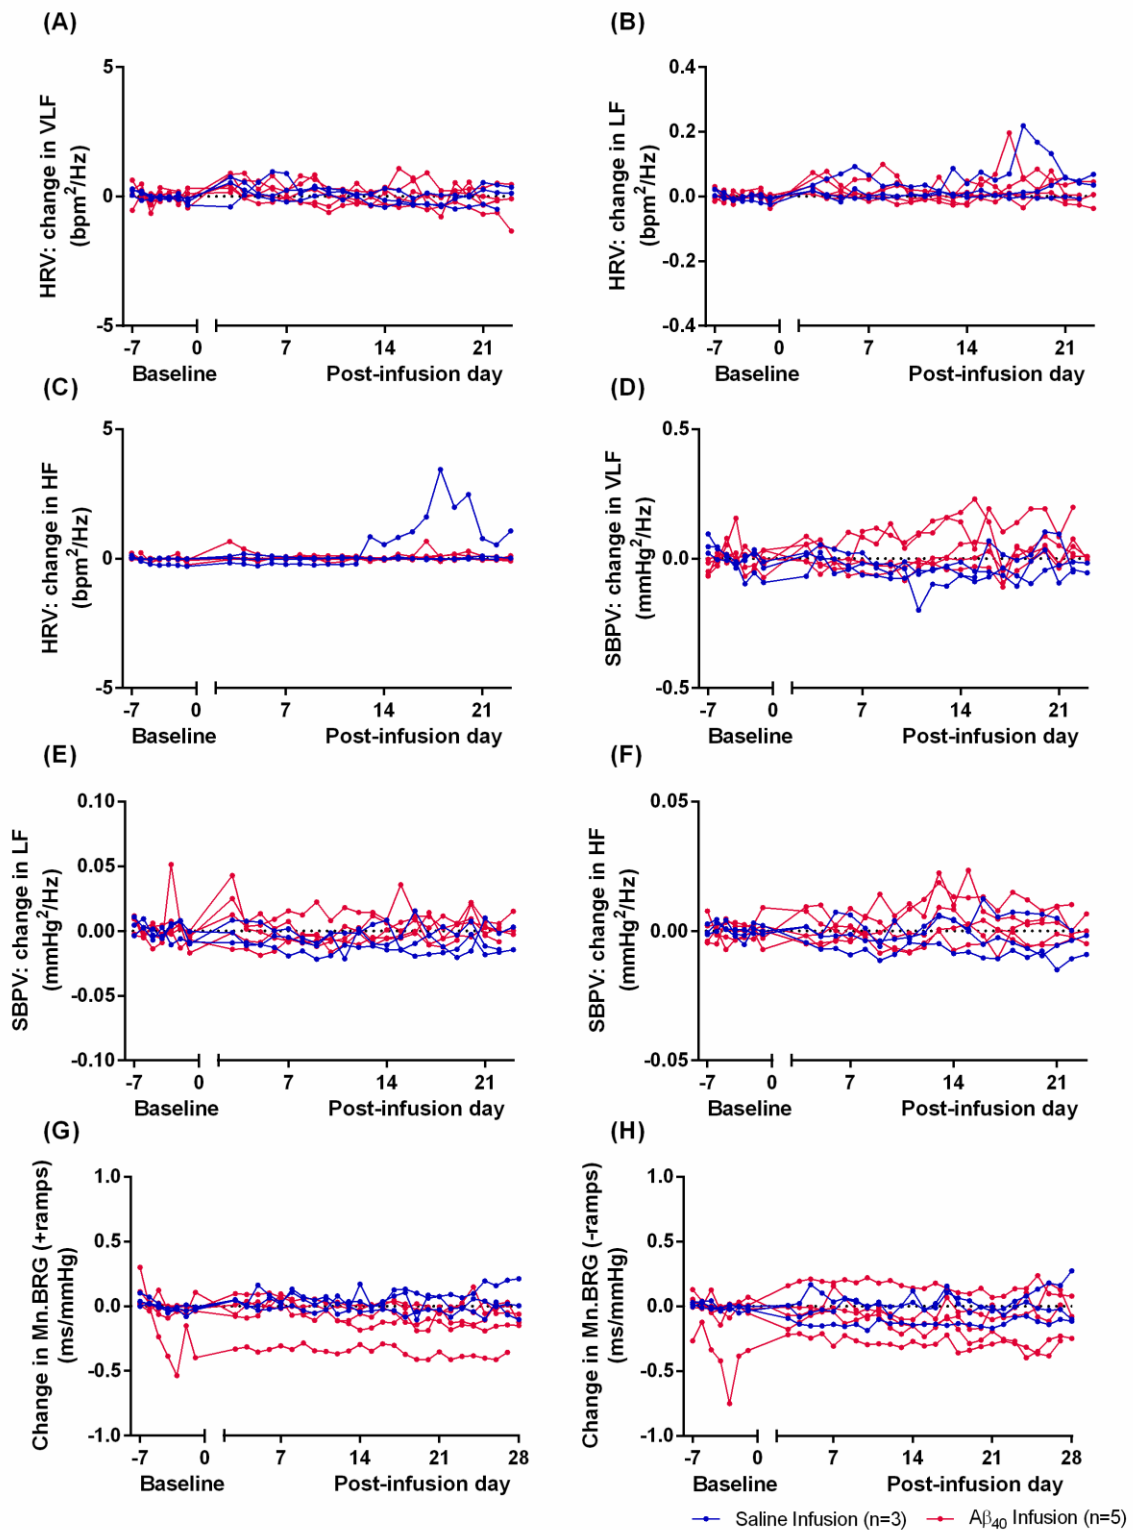 (A)
HRV: change in VLF
(bpm²/Hz)
5
0
-5
-7
0
7
14
21
Baseline
Post-infusion day
(B)
HRV: change in LF
(bpm²/Hz)
0.4
0.2
0.0
-0.2
-0.4
-7
0
7
14
21
Baseline
Post-infusion day
(C)
HRV: change in HF
(bpm²/Hz)
5
0
-5
-7
0
7
14
21
Baseline
Post-infusion day
(D)
SBPV: change in VLF
(mmHg²/Hz)
0.5
0.0
-0.5
-7
0
7
14
21
Baseline
Post-infusion day
(E)
SBPV: change in LF
(mmHg²/Hz)
0.10
0.05
0.00
-0.05
-0.10
-7
0
7
14
21
Baseline
Post-infusion day
(F)
SBPV: change in HF
(mmHg²/Hz)
0.05
0.00
-0.05
-7
0
7
14
21
Baseline
Post-infusion day
(G)
Change in Mn.BRG (+ramps)
(ms/mmHg)
1.0
0.5
0.0
-0.5
-1.0
-7
0
7
14
21
28
Baseline
Post-infusion day
(H)
Change in Mn.BRG (-ramps)
(ms/mmHg)
1.0
0.5
0.0
-0.5
-1.0
-7
0
7
14
21
28
Baseline
Post-infusion day
Saline Infusion (n=3)
Aβ₄₀ Infusion (n=5)